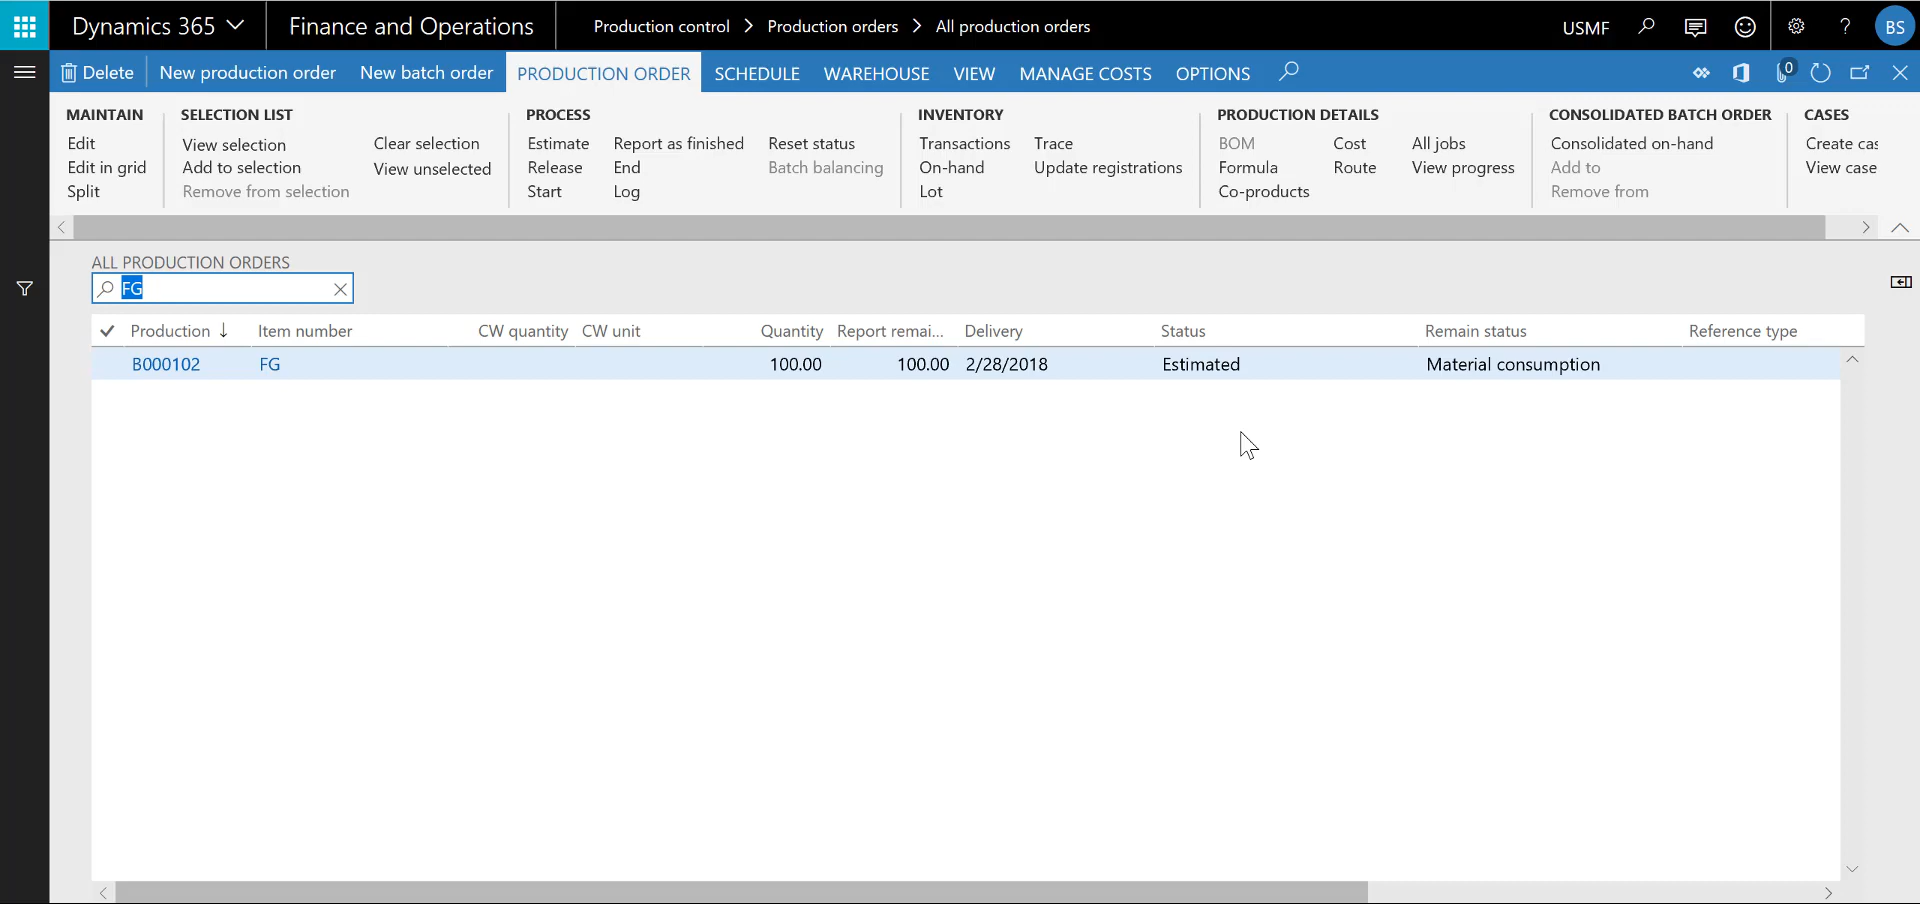 Dynamics 365 Finance and Operations Production control > Production orders > All production orders USMF ? BS
Delete New production order New batch order PRODUCTION ORDER SCHEDULE WAREHOUSE VIEW MANAGE COSTS OPTIONS 0
MAINTAIN SELECTION LIST PROCESS INVENTORY PRODUCTION DETAILS CONSOLIDATED BATCH ORDER CASES
Edit View selection Clear selection Estimate Report as finished Reset status Transactions Trace BOM Cost All jobs Consolidated on-hand Create cas
Edit in grid Add to selection View unselected Release End Batch balancing On-hand Update registrations Formula Route View progress Add to View case
Split Remove from selection Start Log Lot Co-products Remove from
ALL PRODUCTION ORDERS
FG
Production ↓ Item number CW quantity CW unit Quantity Report remai... Delivery Status Remain status Reference type
B000102 FG 100.00 100.00 2/28/2018 Estimated Material consumption